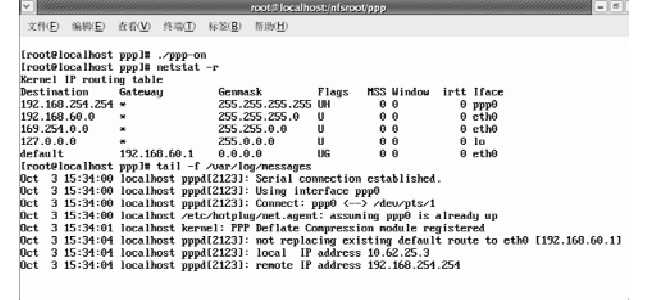 root@localhost:/nfsroot/ppp
文件(F) 编辑(E) 查看(V) 终端(T) 标签(B) 帮助(H)
[root@localhost ppp]# ./ppp-on
[root@localhost ppp]# netstat -r
Kernel IP routing table
Destination Gateway Genmask Flags MSS Window irtt Iface
192.168.254.254 * 255.255.255.255 UH 0 0 0 ppp0
192.168.60.0 * 255.255.255.0 U 0 0 0 eth0
169.254.0.0 * 255.255.0.0 U 0 0 0 eth0
127.0.0.0 * 255.0.0.0 U 0 0 0 lo
default 192.168.60.1 0.0.0.0 UG 0 0 0 eth0
[root@localhost ppp]# tail -f /var/log/messages
Oct 3 15:34:00 localhost pppd[2123]: Serial connection established.
Oct 3 15:34:00 localhost pppd[2123]: Using interface ppp0
Oct 3 15:34:00 localhost pppd[2123]: Connect: ppp0 <--> /dev/pts/1
Oct 3 15:34:00 localhost /etc/hotplug/net.agent: assuming ppp0 is already up
Oct 3 15:34:01 localhost kernel: PPP Deflate Compression module registered
Oct 3 15:34:04 localhost pppd[2123]: not replacing existing default route to eth0 [192.168.60.1]
Oct 3 15:34:04 localhost pppd[2123]: local IP address 10.62.25.3
Oct 3 15:34:04 localhost pppd[2123]: remote IP address 192.168.254.254